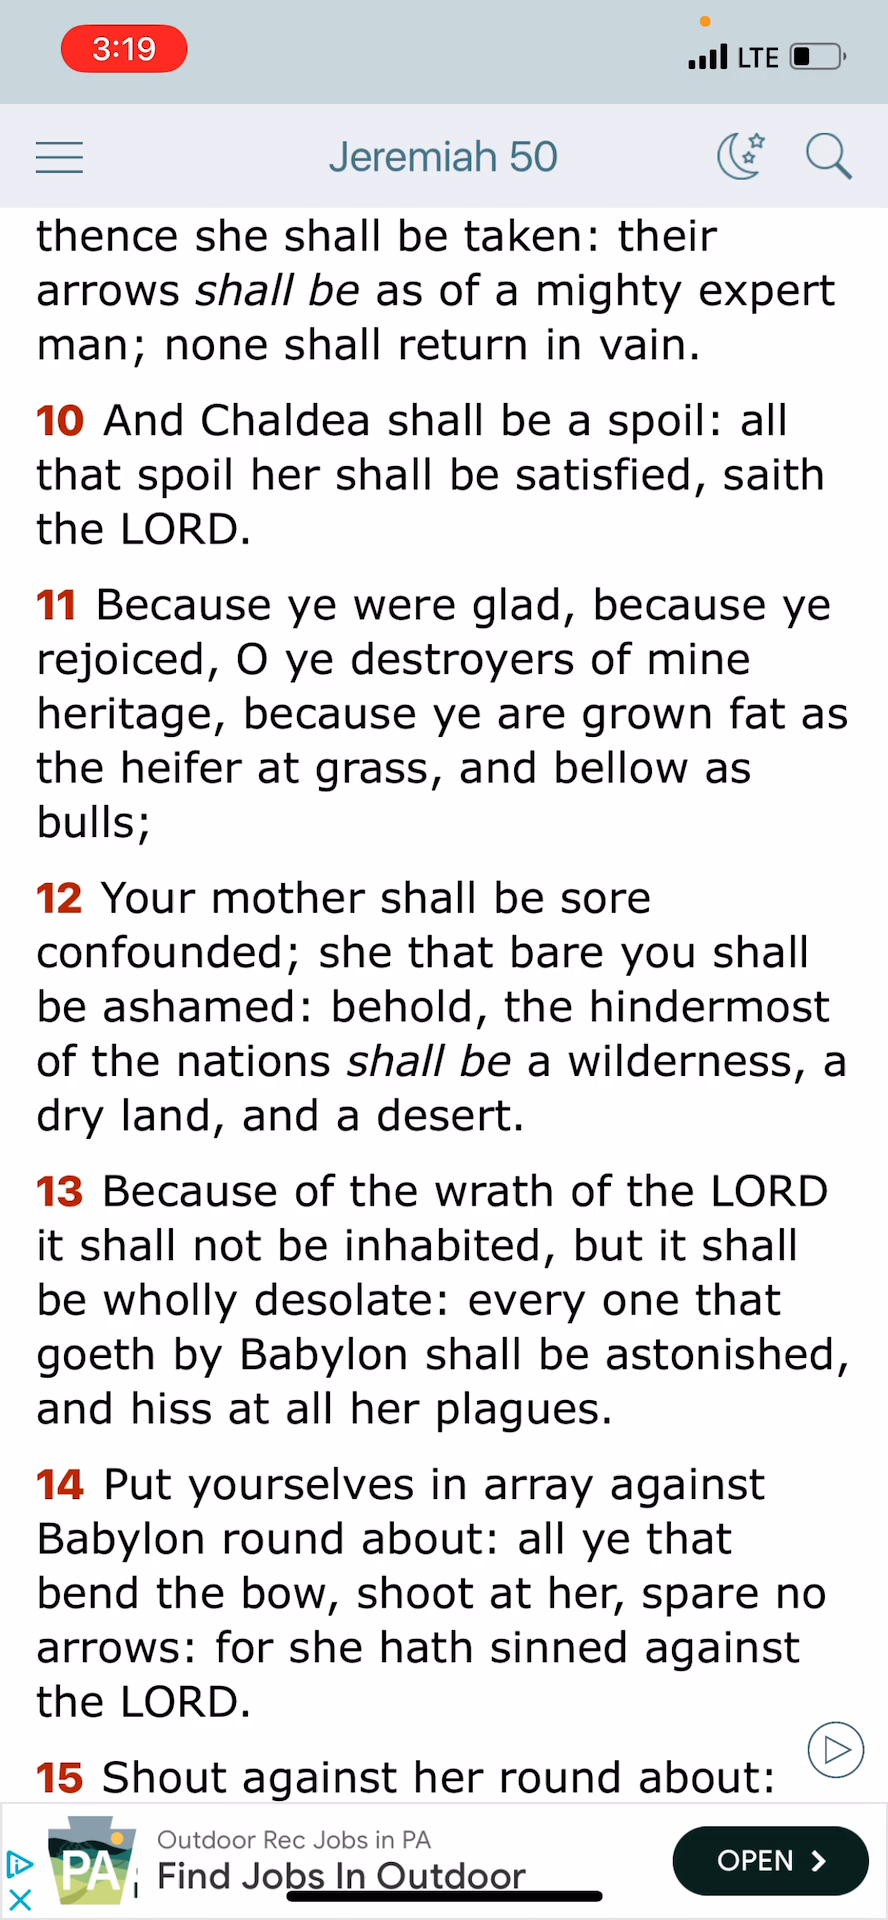 3:19
LTE
Jeremiah 50
thence she shall be taken: their
arrows shall be as of a mighty expert
man; none shall return in vain.
10 And Chaldea shall be a spoil: all
that spoil her shall be satisfied, saith
the LORD.
11 Because ye were glad, because ye
rejoiced, O ye destroyers of mine
heritage, because ye are grown fat as
the heifer at grass, and bellow as
bulls;
12 Your mother shall be sore
confounded; she that bare you shall
be ashamed: behold, the hindermost
of the nations shall be a wilderness, a
dry land, and a desert.
13 Because of the wrath of the LORD
it shall not be inhabited, but it shall
be wholly desolate: every one that
goeth by Babylon shall be astonished,
and hiss at all her plagues.
14 Put yourselves in array against
Babylon round about: all ye that
bend the bow, shoot at her, spare no
arrows: for she hath sinned against
the LORD.
15 Shout against her round about:
PA
Outdoor Rec Jobs in PA
Find Jobs In Outdoor
OPEN